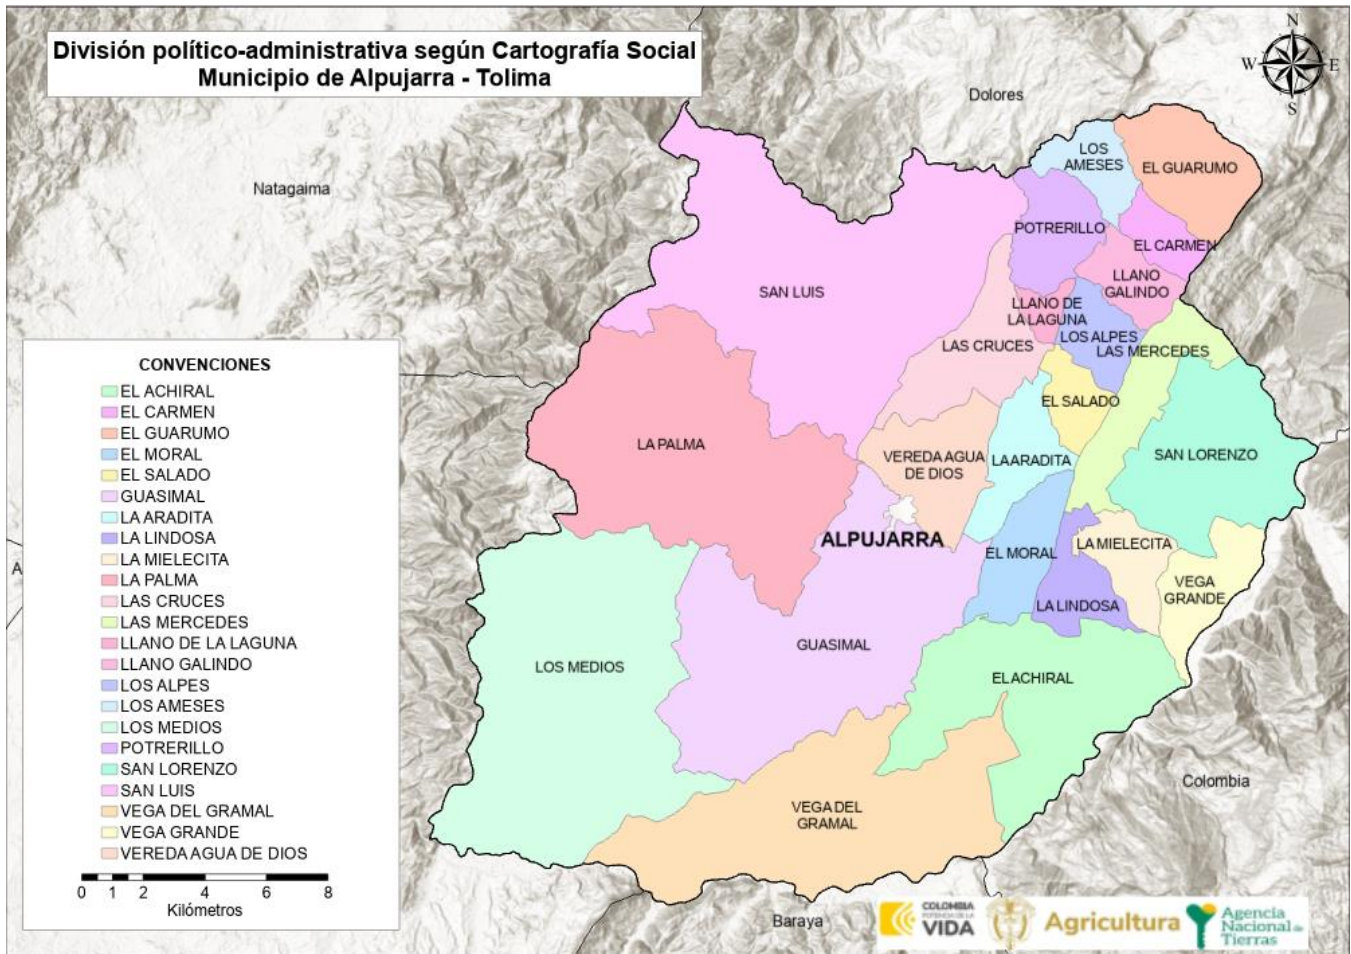 División político-administrativa según Cartografía Social
Municipio de Alpujarra - Tolima
N
W
E
S
Dolores
Natagaima
LOS
AMESES
EL GUARUMO
POTRERILLO
EL CARMEN
LLANO
GALINDO
SAN LUIS
LLANO DE
LA LAGUNA
LOS ALPES
LAS CRUCES
LAS MERCEDES
EL SALADO
LA PALMA
VEREDA AGUA
DE DIOS
LA ARADITA
SAN LORENZO
ALPUJARRA
EL MORAL
LA MIELECITA
VEGA
GRANDE
LA LINDOSA
GUASIMAL
LOS MEDIOS
EL ACHIRAL
VEGA DEL
GRAMAL
Colombia
Baraya
A
CONVENCIONES
EL ACHIRAL
EL CARMEN
EL GUARUMO
EL MORAL
EL SALADO
GUASIMAL
LA ARADITA
LA LINDOSA
LA MIELECITA
LA PALMA
LAS CRUCES
LAS MERCEDES
LLANO DE LA LAGUNA
LLANO GALINDO
LOS ALPES
LOS AMESES
LOS MEDIOS
POTRERILLO
SAN LORENZO
SAN LUIS
VEGA DEL GRAMAL
VEGA GRANDE
VEREDA AGUA DE DIOS
0 1 2 4 6 8
Kilómetros
COLOMBIA
POTENCIA DE LA
VIDA
Agricultura
Agencia
Nacional de
Tierras